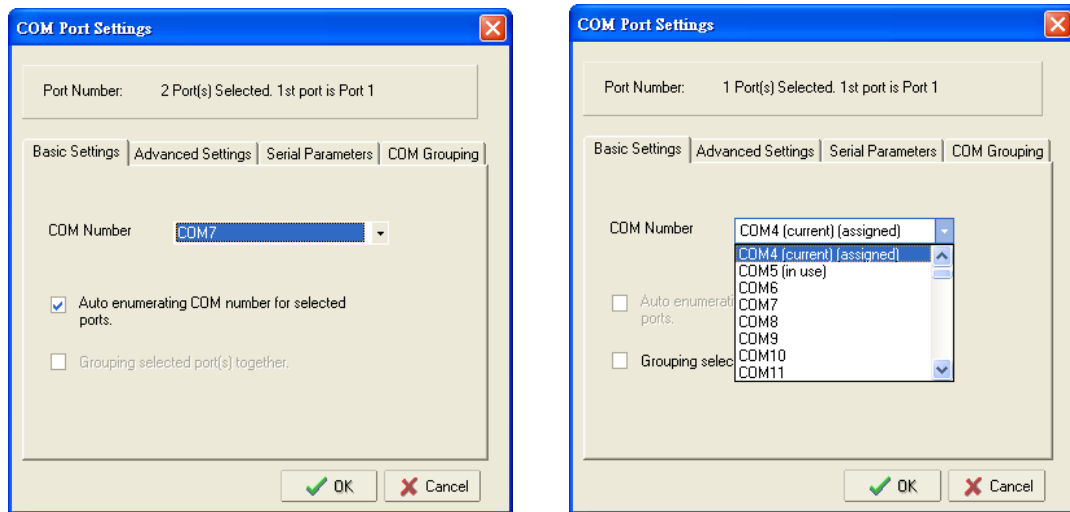 COM Port Settings
Port Number: 2 Port(s) Selected. 1st port is Port 1
Basic Settings Advanced Settings Serial Parameters COM Grouping
COM Number COM7
Auto enumerating COM number for selected
ports.
Grouping selected port(s) together.
OK Cancel
COM Port Settings
Port Number: 1 Port(s) Selected. 1st port is Port 1
Basic Settings Advanced Settings Serial Parameters COM Grouping
COM Number COM4 (current) (assigned)
COM4 (current) (assigned)
COM5 (in use)
COM6
Auto
COM7
ports.
COM8
COM9
Grouping
COM10
COM11
OK Cancel